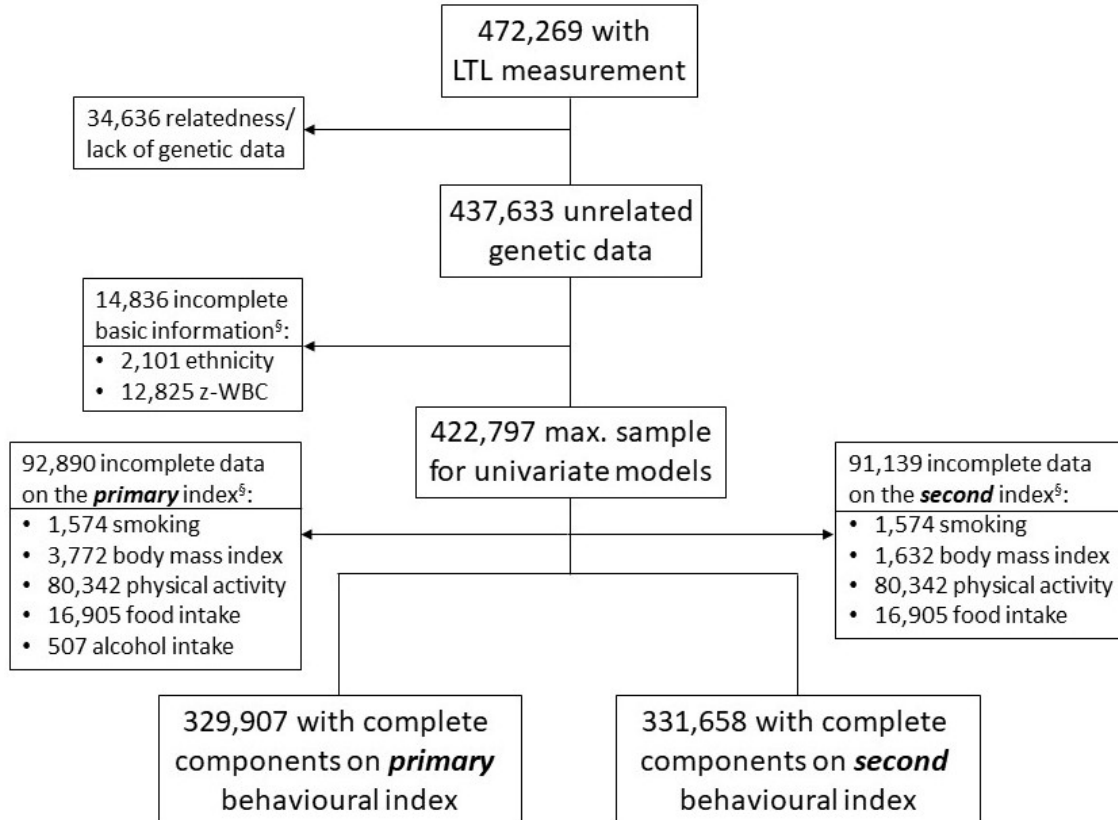 472,269 with
LTL measurement
34,636 relatedness/
lack of genetic data
437,633 unrelated
genetic data
14,836 incomplete
basic information§:
• 2,101 ethnicity
• 12,825 z-WBC
422,797 max. sample
for univariate models
92,890 incomplete data
on the primary index§:
• 1,574 smoking
• 3,772 body mass index
• 80,342 physical activity
• 16,905 food intake
• 507 alcohol intake
91,139 incomplete data
on the second index§:
• 1,574 smoking
• 1,632 body mass index
• 80,342 physical activity
• 16,905 food intake
329,907 with complete
components on primary
behavioural index
331,658 with complete
components on second
behavioural index